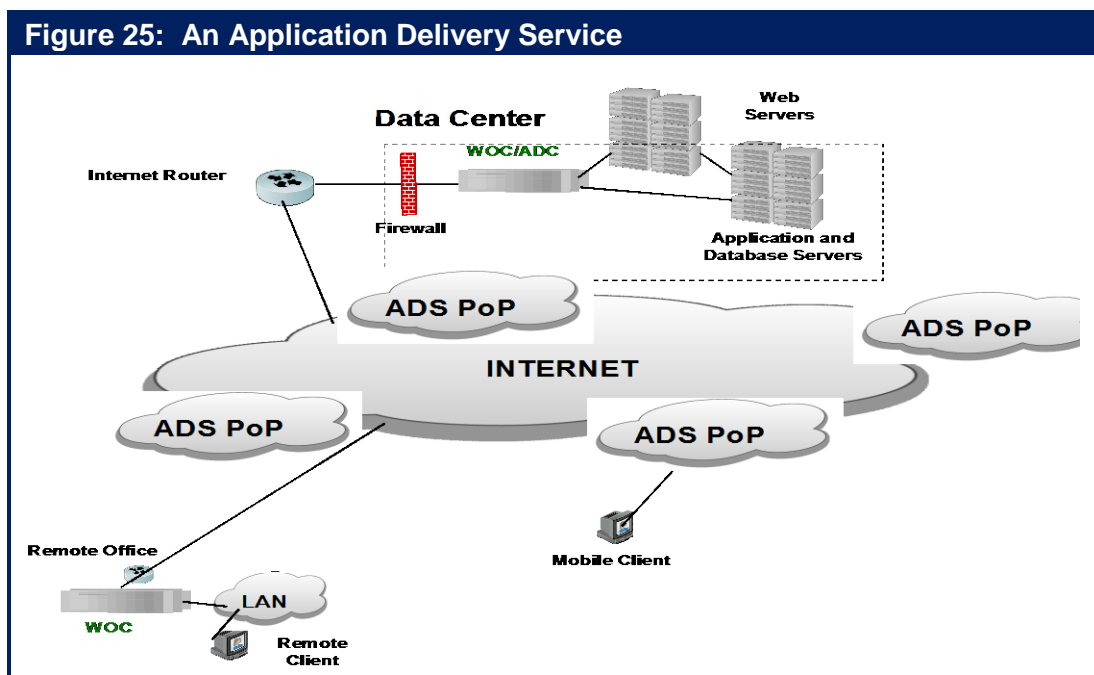 Figure 25:  An Application Delivery Service
Web
Servers
Data Center
WOC/ADC
Internet Router
Firewall
Application and
Database Servers
ADS PoP
ADS PoP
INTERNET
ADS PoP
ADS PoP
Remote Office
Mobile Client
LAN
WOC
Remote
Client